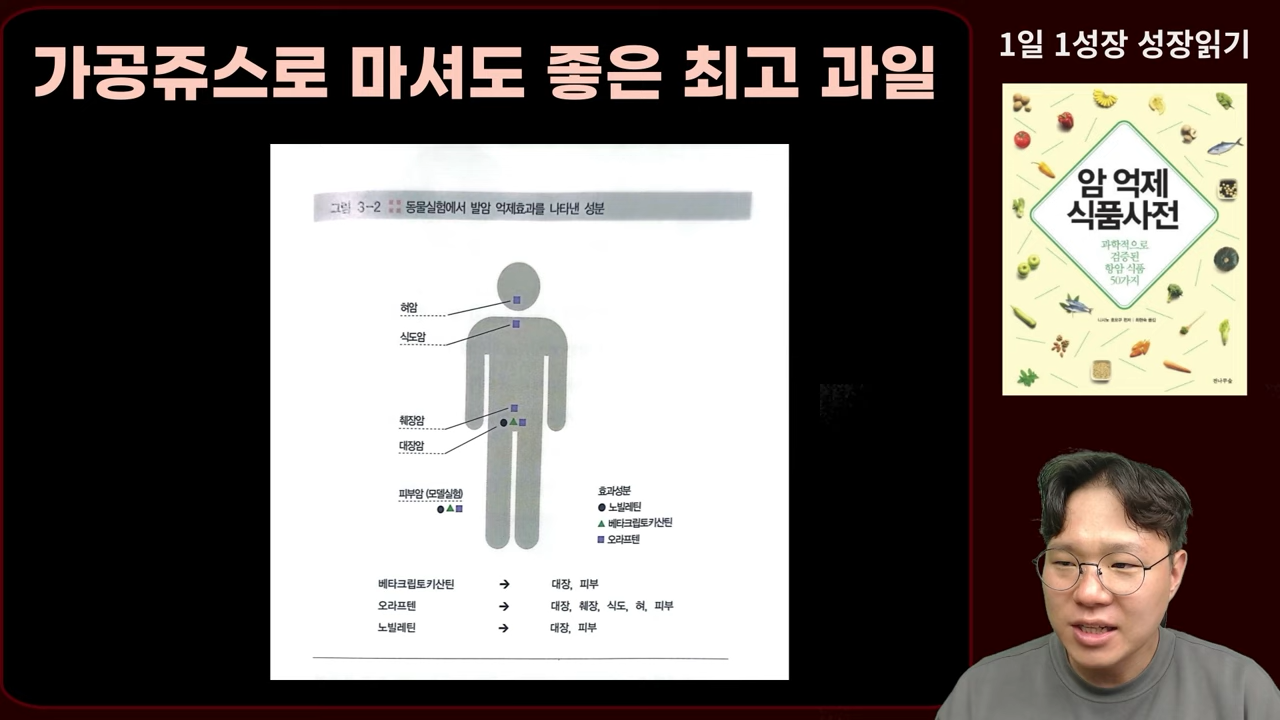 가공쥬스로 마셔도 좋은 최고 과일
1일 1성장 성장읽기
암 억제
식품사전
과학적으로
검증된
항암 식품
50가지
전나무숲
그림 3-2 동물실험에서 발암 억제효과를 나타낸 성분
혀암
식도암
췌장암
대장암
피부암 (모델실험)
효과성분
노빌레틴
베타크립토키산틴
오라프텐
베타크립토키산틴 → 대장, 피부
오라프텐 → 대장, 췌장, 식도, 혀, 피부
노빌레틴 → 대장, 피부